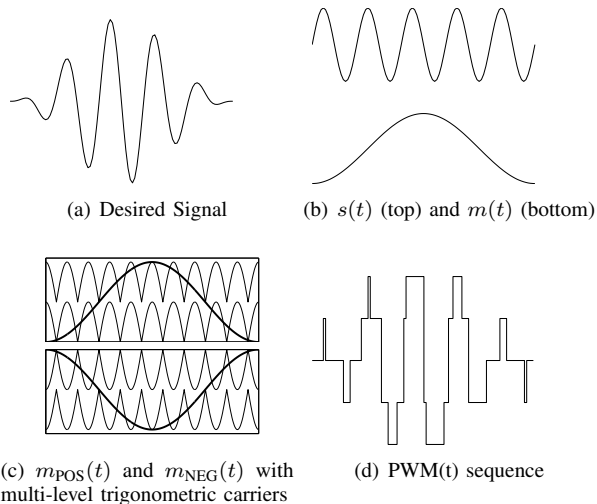 (a) Desired Signal
(b) s(t) (top) and m(t) (bottom)
(c) mPOS(t) and mNEG(t) with
multi-level trigonometric carriers
(d) PWM(t) sequence